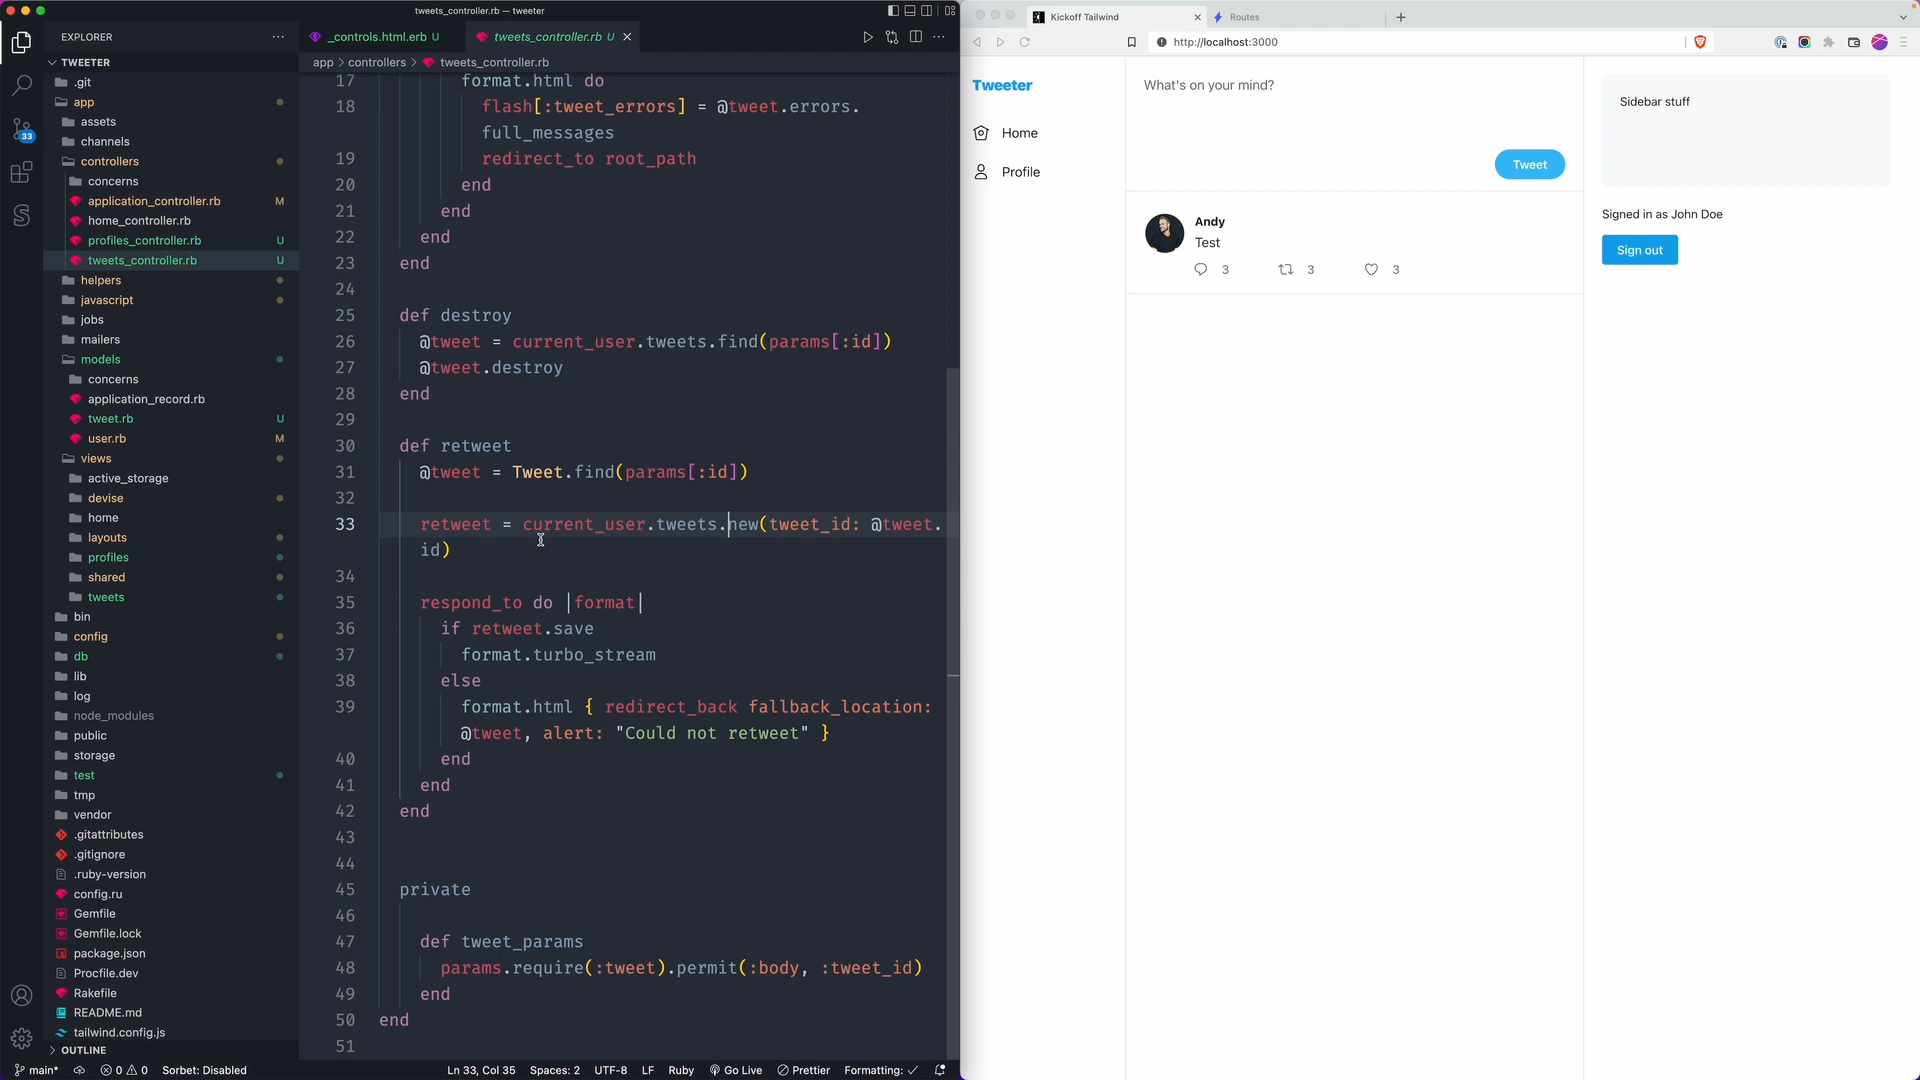 tweets_controller.rb — tweeter
EXPLORER
TWEETER
.git
app
assets
channels
controllers
concerns
application_controller.rb M
home_controller.rb
profiles_controller.rb U
tweets_controller.rb U
helpers
javascript
jobs
mailers
models
concerns
application_record.rb
tweet.rb U
user.rb M
views
active_storage
devise
home
layouts
profiles
shared
tweets
bin
config
db
lib
log
node_modules
public
storage
test
tmp
vendor
.gitattributes
.gitignore
.ruby-version
config.ru
Gemfile
Gemfile.lock
package.json
Procfile.dev
Rakefile
README.md
tailwind.config.js
OUTLINE
33
_controls.html.erb U
tweets_controller.rb U
app > controllers > tweets_controller.rb
17 format.html do
18 flash[:tweet_errors] = @tweet.errors.
full_messages
19 redirect_to root_path
20 end
21 end
22 end
23 end
24
25 def destroy
26 @tweet = current_user.tweets.find(params[:id])
27 @tweet.destroy
28 end
29
30 def retweet
31 @tweet = Tweet.find(params[:id])
32
33 retweet = current_user.tweets.new(tweet_id: @tweet.
id)
34
35 respond_to do |format|
36 if retweet.save
37 format.turbo_stream
38 else
39 format.html { redirect_back fallback_location:
@tweet, alert: "Could not retweet" }
40 end
41 end
42 end
43
44
45 private
46
47 def tweet_params
48 params.require(:tweet).permit(:body, :tweet_id)
49 end
50 end
51
main* 0 0 Sorbet: Disabled Ln 33, Col 35 Spaces: 2 UTF-8 LF Ruby Go Live Prettier Formatting:
Kickoff Tailwind
Routes
http://localhost:3000
Tweeter
Home
Profile
What's on your mind?
Tweet
Andy
Test
3 3 3
Sidebar stuff
Signed in as John Doe
Sign out